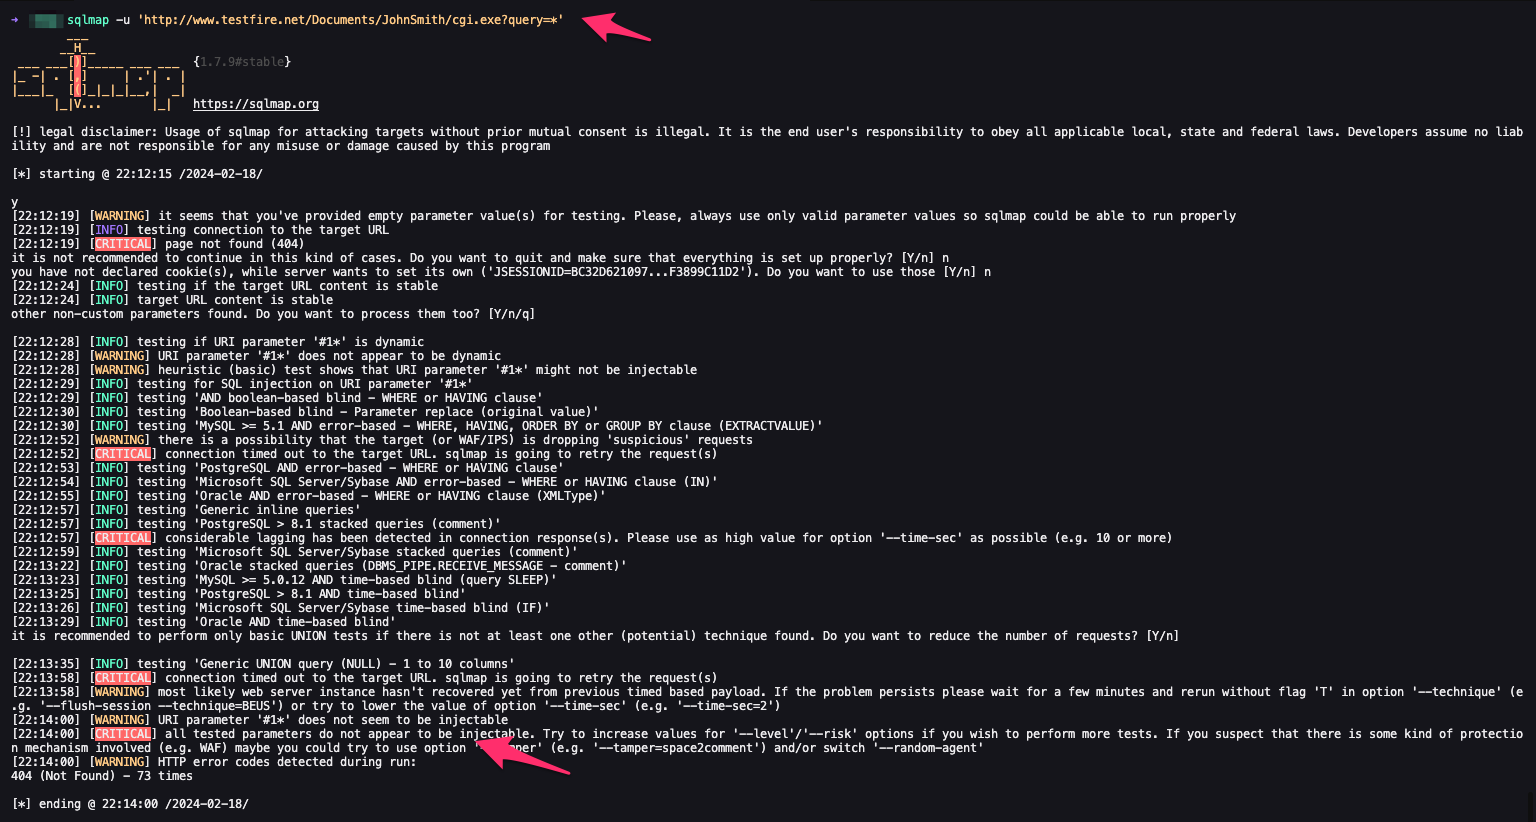 ➜ sqlmap -u 'http://www.testfire.net/Documents/JohnSmith/cgi.exe?query=*'
        ___
       __H__
 ___ ___[)]_____ ___ ___  {1.7.9#stable}
|_ -| . [,]     | .'| . |
|___|_  [(]_|_|_|__,|  _|
      |_|V...       |_|   https://sqlmap.org
[!] legal disclaimer: Usage of sqlmap for attacking targets without prior mutual consent is illegal. It is the end user's responsibility to obey all applicable local, state and federal laws. Developers assume no liab
ility and are not responsible for any misuse or damage caused by this program
[*] starting @ 22:12:15 /2024-02-18/
y
[22:12:19] [WARNING] it seems that you've provided empty parameter value(s) for testing. Please, always use only valid parameter values so sqlmap could be able to run properly
[22:12:19] [INFO] testing connection to the target URL
[22:12:19] [CRITICAL] page not found (404)
it is not recommended to continue in this kind of cases. Do you want to quit and make sure that everything is set up properly? [Y/n] n
you have not declared cookie(s), while server wants to set its own ('JSESSIONID=BC32D621097...F3899C11D2'). Do you want to use those [Y/n] n
[22:12:24] [INFO] testing if the target URL content is stable
[22:12:24] [INFO] target URL content is stable
other non-custom parameters found. Do you want to process them too? [Y/n/q]
[22:12:28] [INFO] testing if URI parameter '#1*' is dynamic
[22:12:28] [WARNING] URI parameter '#1*' does not appear to be dynamic
[22:12:28] [WARNING] heuristic (basic) test shows that URI parameter '#1*' might not be injectable
[22:12:29] [INFO] testing for SQL injection on URI parameter '#1*'
[22:12:29] [INFO] testing 'AND boolean-based blind - WHERE or HAVING clause'
[22:12:30] [INFO] testing 'Boolean-based blind - Parameter replace (original value)'
[22:12:30] [INFO] testing 'MySQL >= 5.1 AND error-based - WHERE, HAVING, ORDER BY or GROUP BY clause (EXTRACTVALUE)'
[22:12:52] [WARNING] there is a possibility that the target (or WAF/IPS) is dropping 'suspicious' requests
[22:12:52] [CRITICAL] connection timed out to the target URL. sqlmap is going to retry the request(s)
[22:12:53] [INFO] testing 'PostgreSQL AND error-based - WHERE or HAVING clause'
[22:12:54] [INFO] testing 'Microsoft SQL Server/Sybase AND error-based - WHERE or HAVING clause (IN)'
[22:12:55] [INFO] testing 'Oracle AND error-based - WHERE or HAVING clause (XMLType)'
[22:12:57] [INFO] testing 'Generic inline queries'
[22:12:57] [INFO] testing 'PostgreSQL > 8.1 stacked queries (comment)'
[22:12:57] [CRITICAL] considerable lagging has been detected in connection response(s). Please use as high value for option '--time-sec' as possible (e.g. 10 or more)
[22:12:59] [INFO] testing 'Microsoft SQL Server/Sybase stacked queries (comment)'
[22:13:22] [INFO] testing 'Oracle stacked queries (DBMS_PIPE.RECEIVE_MESSAGE - comment)'
[22:13:23] [INFO] testing 'MySQL >= 5.0.12 AND time-based blind (query SLEEP)'
[22:13:25] [INFO] testing 'PostgreSQL > 8.1 AND time-based blind'
[22:13:26] [INFO] testing 'Microsoft SQL Server/Sybase time-based blind (IF)'
[22:13:29] [INFO] testing 'Oracle AND time-based blind'
it is recommended to perform only basic UNION tests if there is not at least one other (potential) technique found. Do you want to reduce the number of requests? [Y/n]
[22:13:35] [INFO] testing 'Generic UNION query (NULL) - 1 to 10 columns'
[22:13:58] [CRITICAL] connection timed out to the target URL. sqlmap is going to retry the request(s)
[22:13:58] [WARNING] most likely web server instance hasn't recovered yet from previous timed based payload. If the problem persists please wait for a few minutes and rerun without flag 'T' in option '--technique' (e
.g. '--flush-session --technique=BEUS') or try to lower the value of option '--time-sec' (e.g. '--time-sec=2')
[22:14:00] [WARNING] URI parameter '#1*' does not seem to be injectable
[22:14:00] [CRITICAL] all tested parameters do not appear to be injectable. Try to increase values for '--level'/'--risk' options if you wish to perform more tests. If you suspect that there is some kind of protectio
n mechanism involved (e.g. WAF) maybe you could try to use option (e.g. '--tamper=space2comment') and/or switch '--random-agent'
[22:14:00] [WARNING] HTTP error codes detected during run:
404 (Not Found) - 73 times
[*] ending @ 22:14:00 /2024-02-18/